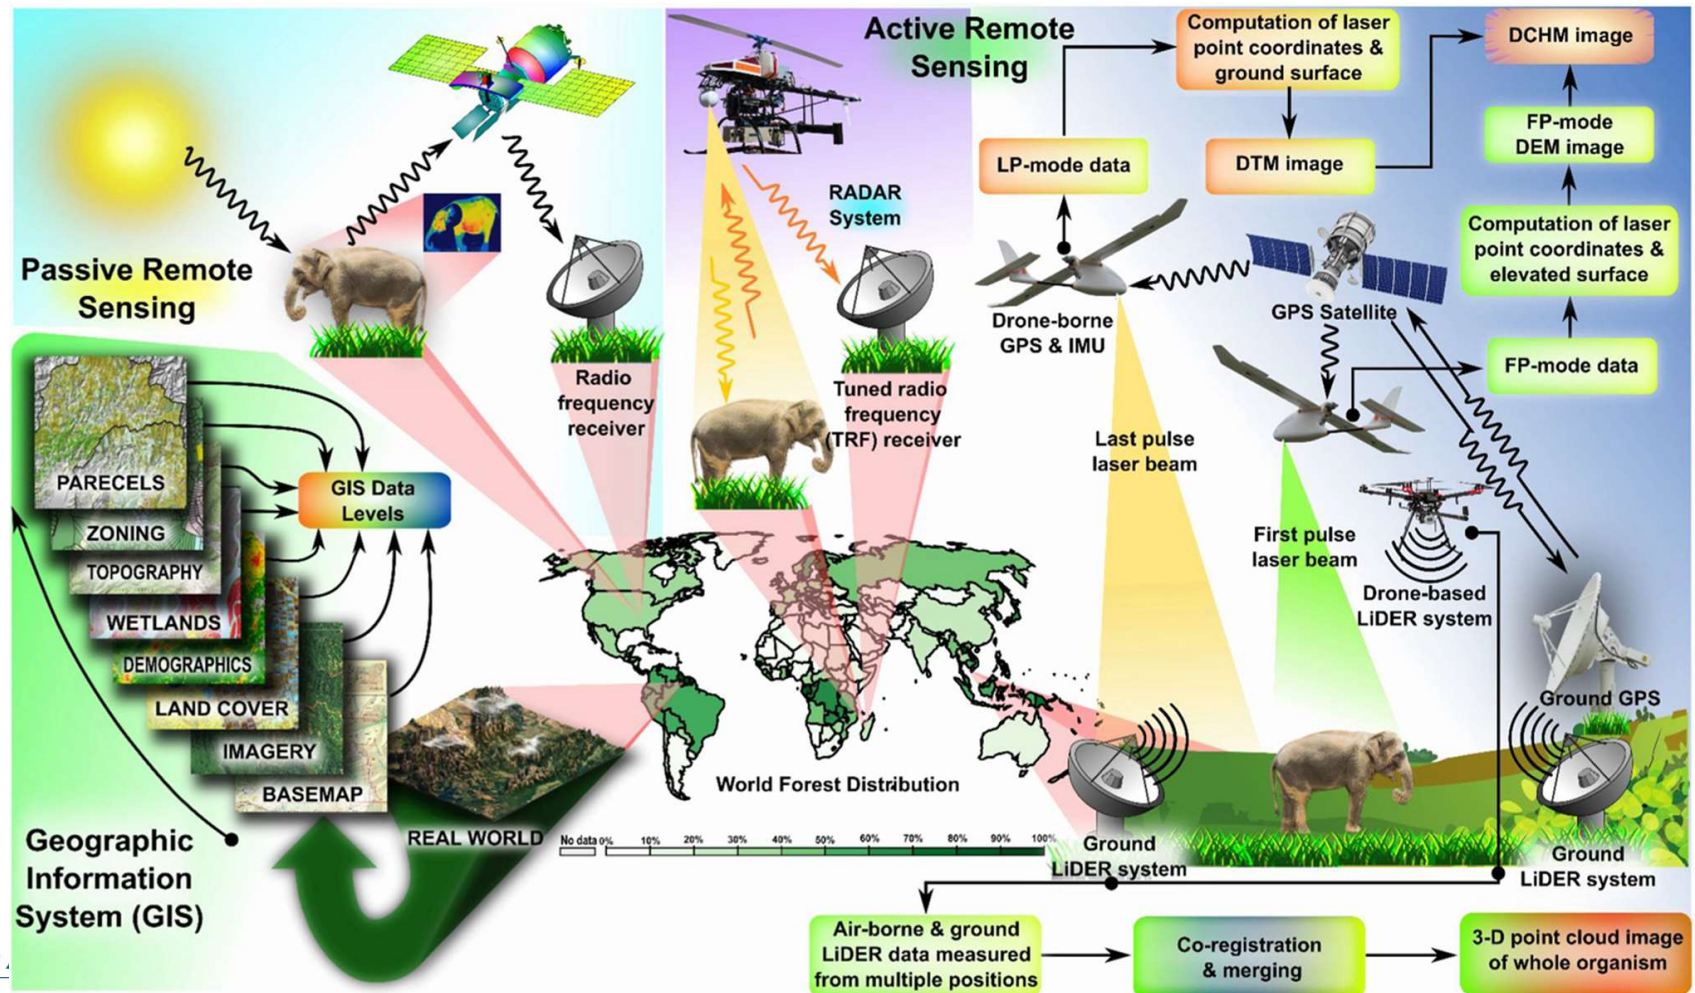 Active Remote
Sensing
Computation of laser
point coordinates &
ground surface
DCHM image
FP-mode
DEM image
LP-mode data
DTM image
RADAR
System
Computation of laser
point coordinates &
elevated surface
Passive Remote
Sensing
GPS Satellite
Drone-borne
GPS & IMU
FP-mode data
Radio
frequency
receiver
Tuned radio
frequency
(TRF) receiver
Last pulse
laser beam
First pulse
laser beam
Drone-based
LiDER system
PARECELS
GIS Data
Levels
ZONING
TOPOGRAPHY
WETLANDS
DEMOGRAPHICS
LAND COVER
IMAGERY
BASEMAP
REAL WORLD
Ground GPS
World Forest Distribution
No data 0% 10% 20% 30% 40% 50% 60% 70% 80% 90% 100%
Geographic
Information
System (GIS)
Ground
LiDER system
Ground
LiDER system
Air-borne & ground
LiDER data measured
from multiple positions
Co-registration
& merging
3-D point cloud image
of whole organism